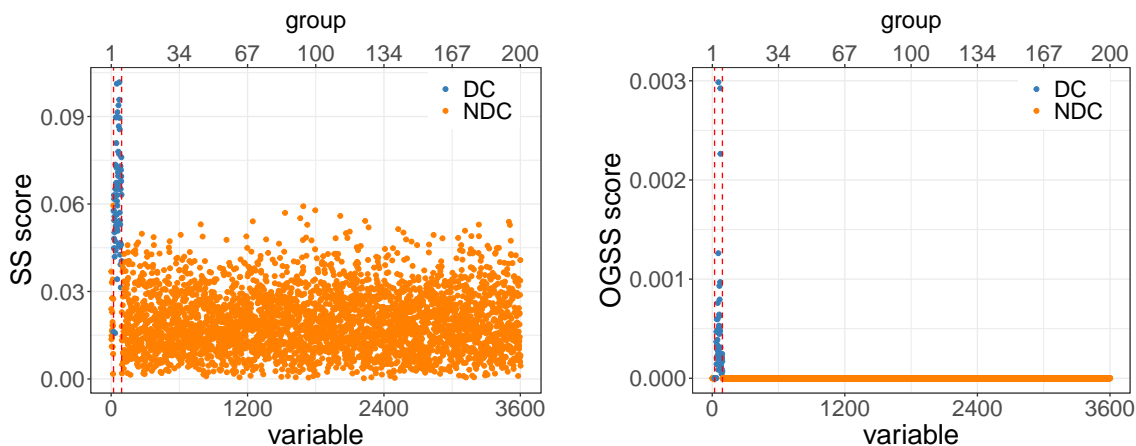 group
1 34 67 100 134 167 200
DC
NDC
SS score
0.09
0.06
0.03
0.00
0 1200 2400 3600
variable
group
1 34 67 100 134 167 200
DC
NDC
OGSS score
0.003
0.002
0.001
0.000
0 1200 2400 3600
variable